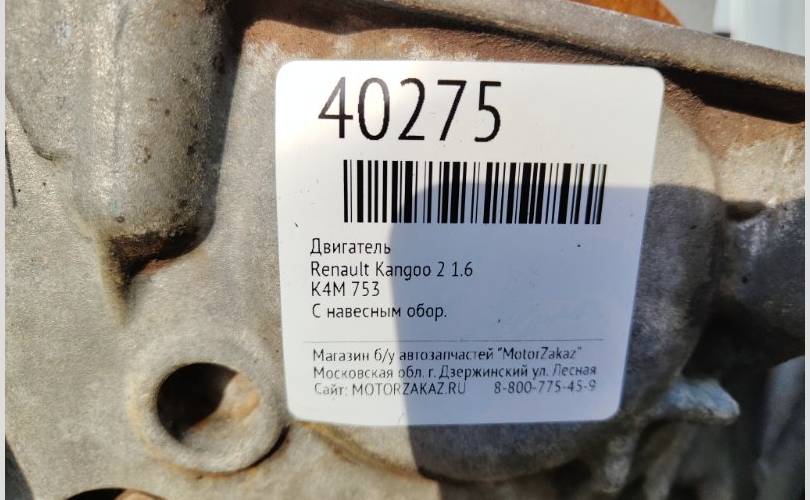 40275
Двигатель
Renault Kangoo 2 1.6
K4M 753
С навесным обор.
Магазин б/у автозапчастей "MotorZakaz"
Московская обл. г. Дзержинский ул. Лесная
Сайт: MOTORZAKAZ.RU 8-800-775-45-9